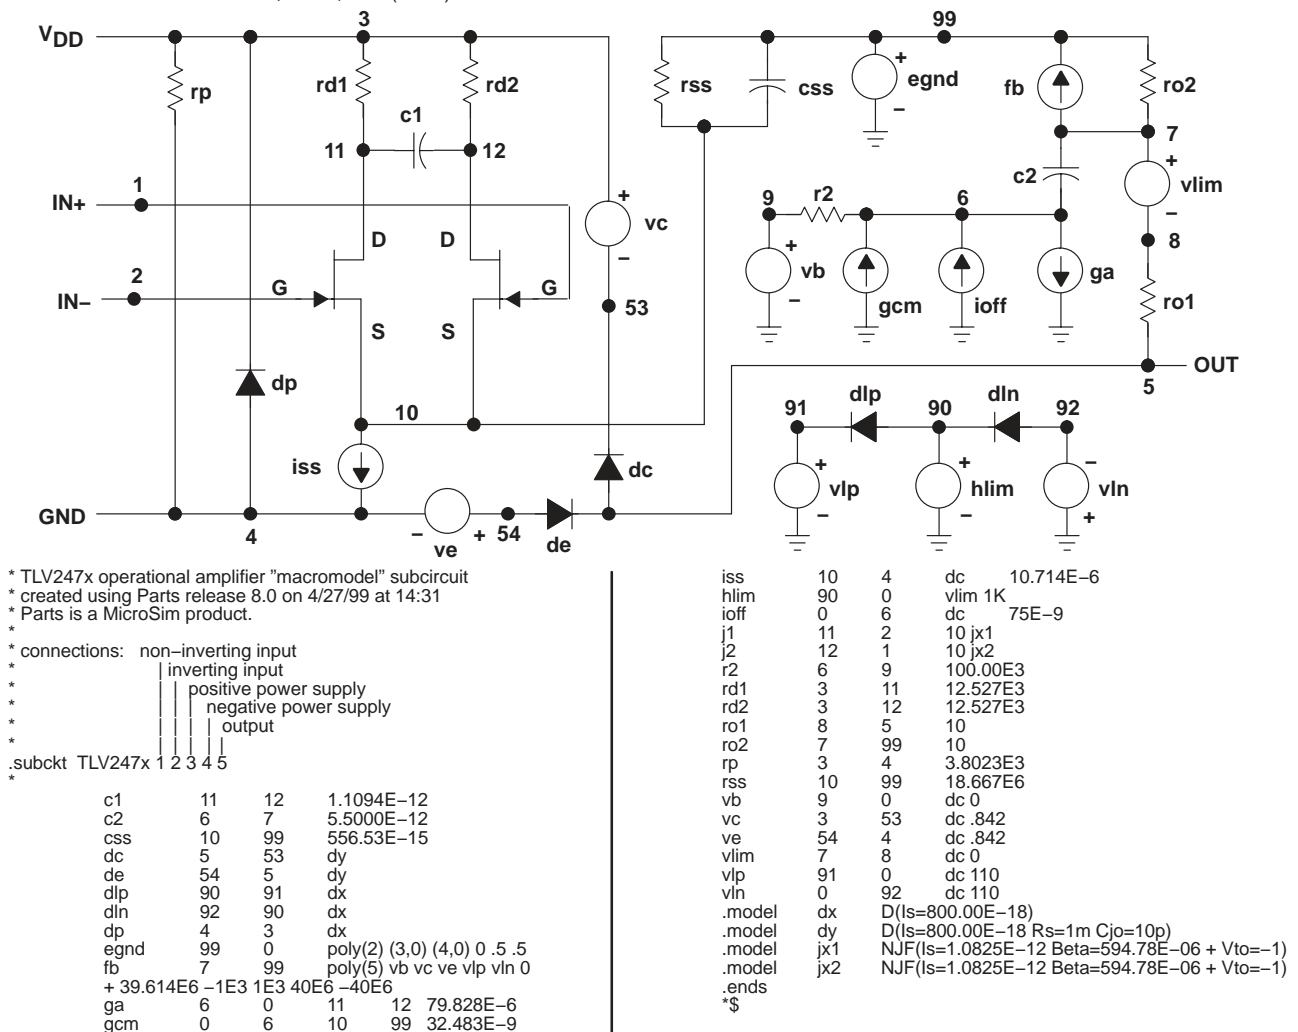 3
99
V DD
rp
rd1
rd2
c1
11
12
rss
css
+
egnd
−
fb
ro2
7
c2
+
vlim
−
8
1
IN+
2
IN−
D
D
G
G
S
S
+
vc
−
53
9
r2
6
+
vb
−
gcm
ioff
ga
ro1
OUT
5
dp
10
iss
dc
GND
4
−
ve
+
54
de
91
dlp
90
dln
92
+
vlp
−
+
hlim
−
−
vln
+
* TLV247x operational amplifier ”macromodel” subcircuit
* created using Parts release 8.0 on 4/27/99 at 14:31
* Parts is a MicroSim product.
*
* connections: non−inverting input
* | inverting input
* | | positive power supply
* | | | negative power supply
* | | | | output
* | | | | |
.subckt TLV247x 1 2 3 4 5
*
c1 11 12 1.1094E−12
c2 6 7 5.5000E−12
css 10 99 556.53E−15
dc 5 53 dy
de 54 5 dy
dlp 90 91 dx
dln 92 90 dx
dp 4 3 dx
egnd 99 0 poly(2) (3,0) (4,0) 0 .5 .5
fb 7 99 poly(5) vb vc ve vlp vln 0
+ 39.614E6 −1E3 1E3 40E6 −40E6
ga 6 0 11 12 79.828E−6
gcm 0 6 10 99 32.483E−9
iss 10 4 dc 10.714E−6
hlim 90 0 vlim 1K
ioff 0 6 dc 75E−9
j1 11 2 10 jx1
j2 12 1 10 jx2
r2 6 9 100.00E3
rd1 3 11 12.527E3
rd2 3 12 12.527E3
ro1 8 5 10
ro2 7 99 10
rp 3 4 3.8023E3
rss 10 99 18.667E6
vb 9 0 dc 0
vc 3 53 dc .842
ve 54 4 dc .842
vlim 7 8 dc 0
vlp 91 0 dc 110
vln 0 92 dc 110
.model dx D(Is=800.00E−18)
.model dy D(Is=800.00E−18 Rs=1m Cjo=10p)
.model jx1 NJF(Is=1.0825E−12 Beta=594.78E−06 + Vto=−1)
.model jx2 NJF(Is=1.0825E−12 Beta=594.78E−06 + Vto=−1)
.ends
*$